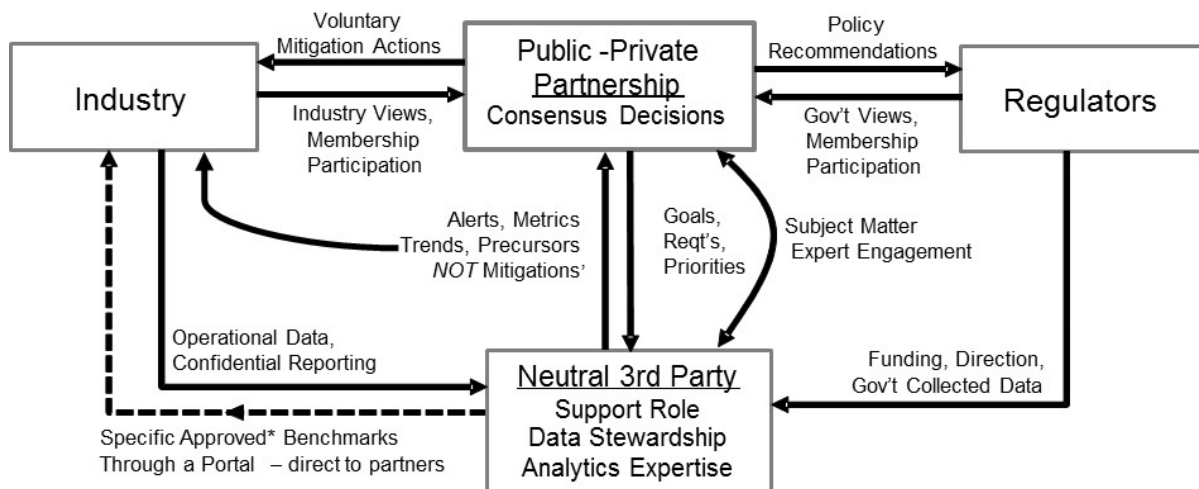 Voluntary
Mitigation Actions
Public -Private
Partnership
Consensus Decisions
Policy
Recommendations
Industry
Regulators
Industry Views,
Membership
Participation
Gov't Views,
Membership
Participation
Alerts, Metrics
Trends, Precursors
NOT Mitigations'
Goals,
Reqt's,
Priorities
Subject Matter
Expert Engagement
Operational Data,
Confidential Reporting
Neutral 3rd Party
Support Role
Data Stewardship
Analytics Expertise
Funding, Direction,
Gov't Collected Data
Specific Approved* Benchmarks
Through a Portal – direct to partners